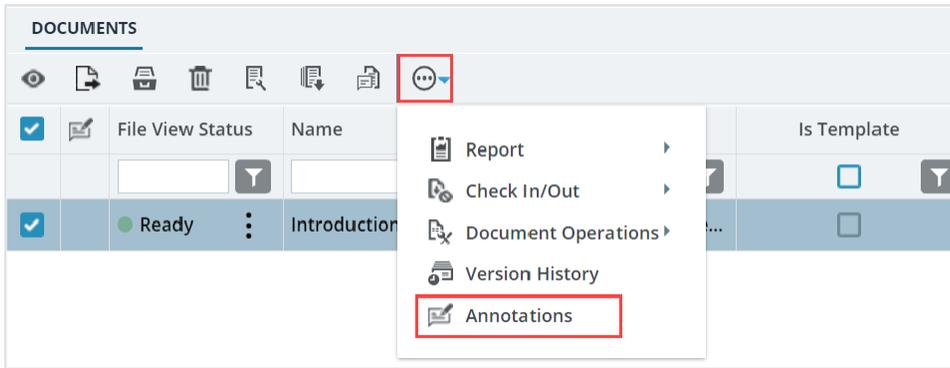 DOCUMENTS
File View Status Name Is Template
Report
Check In/Out
Ready Introduction e...
Document Operations
Version History
Annotations